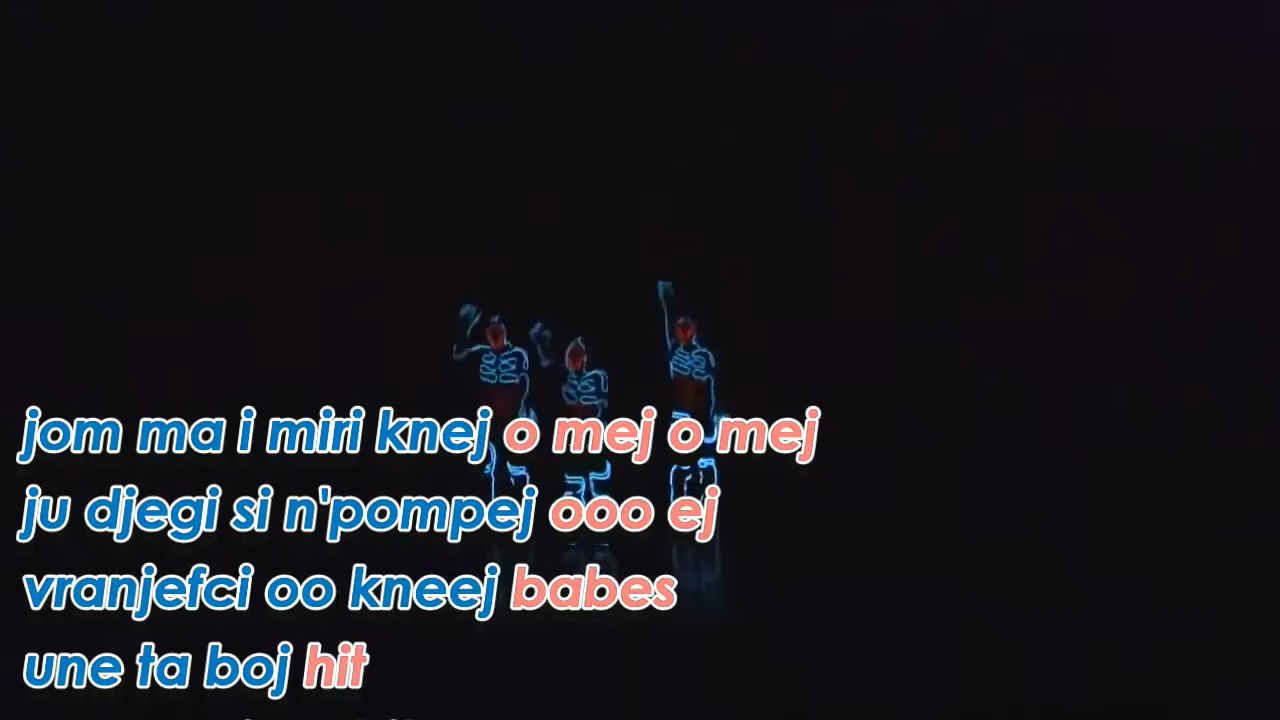 jom ma i miri knej o mej o mej
ju djegi si n'pompej ooo ej
vranjefci oo kneej babes
une ta boj hit